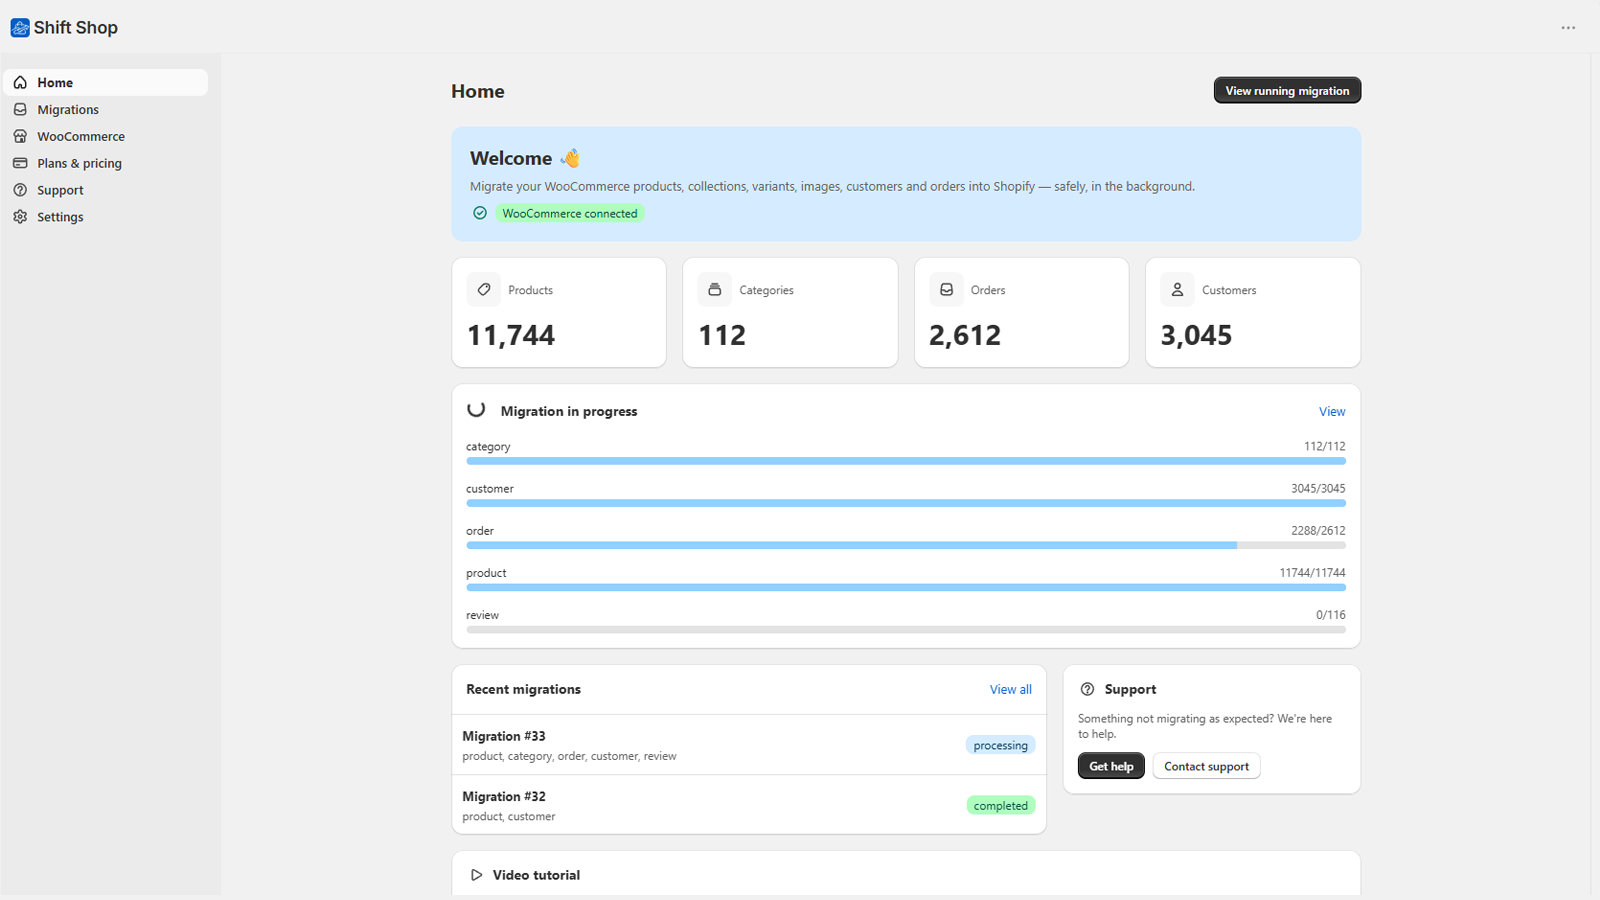 Shift Shop
Home
Migrations
WooCommerce
Plans & pricing
Support
Settings
Home
View running migration
Welcome 👋
Migrate your WooCommerce products, collections, variants, images, customers and orders into Shopify — safely, in the background.
WooCommerce connected
Products
11,744
Categories
112
Orders
2,612
Customers
3,045
Migration in progress
View
category
112/112
customer
3045/3045
order
2288/2612
product
11744/11744
review
0/116
Recent migrations
View all
Migration #33
product, category, order, customer, review
processing
Migration #32
product, customer
completed
Support
Something not migrating as expected? We're here
to help.
Get help
Contact support
Video tutorial